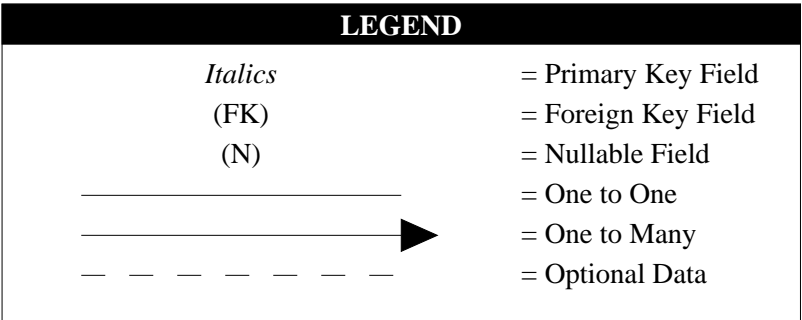 LEGEND
Italics = Primary Key Field
(FK) = Foreign Key Field
(N) = Nullable Field
= One to One
= One to Many
= Optional Data